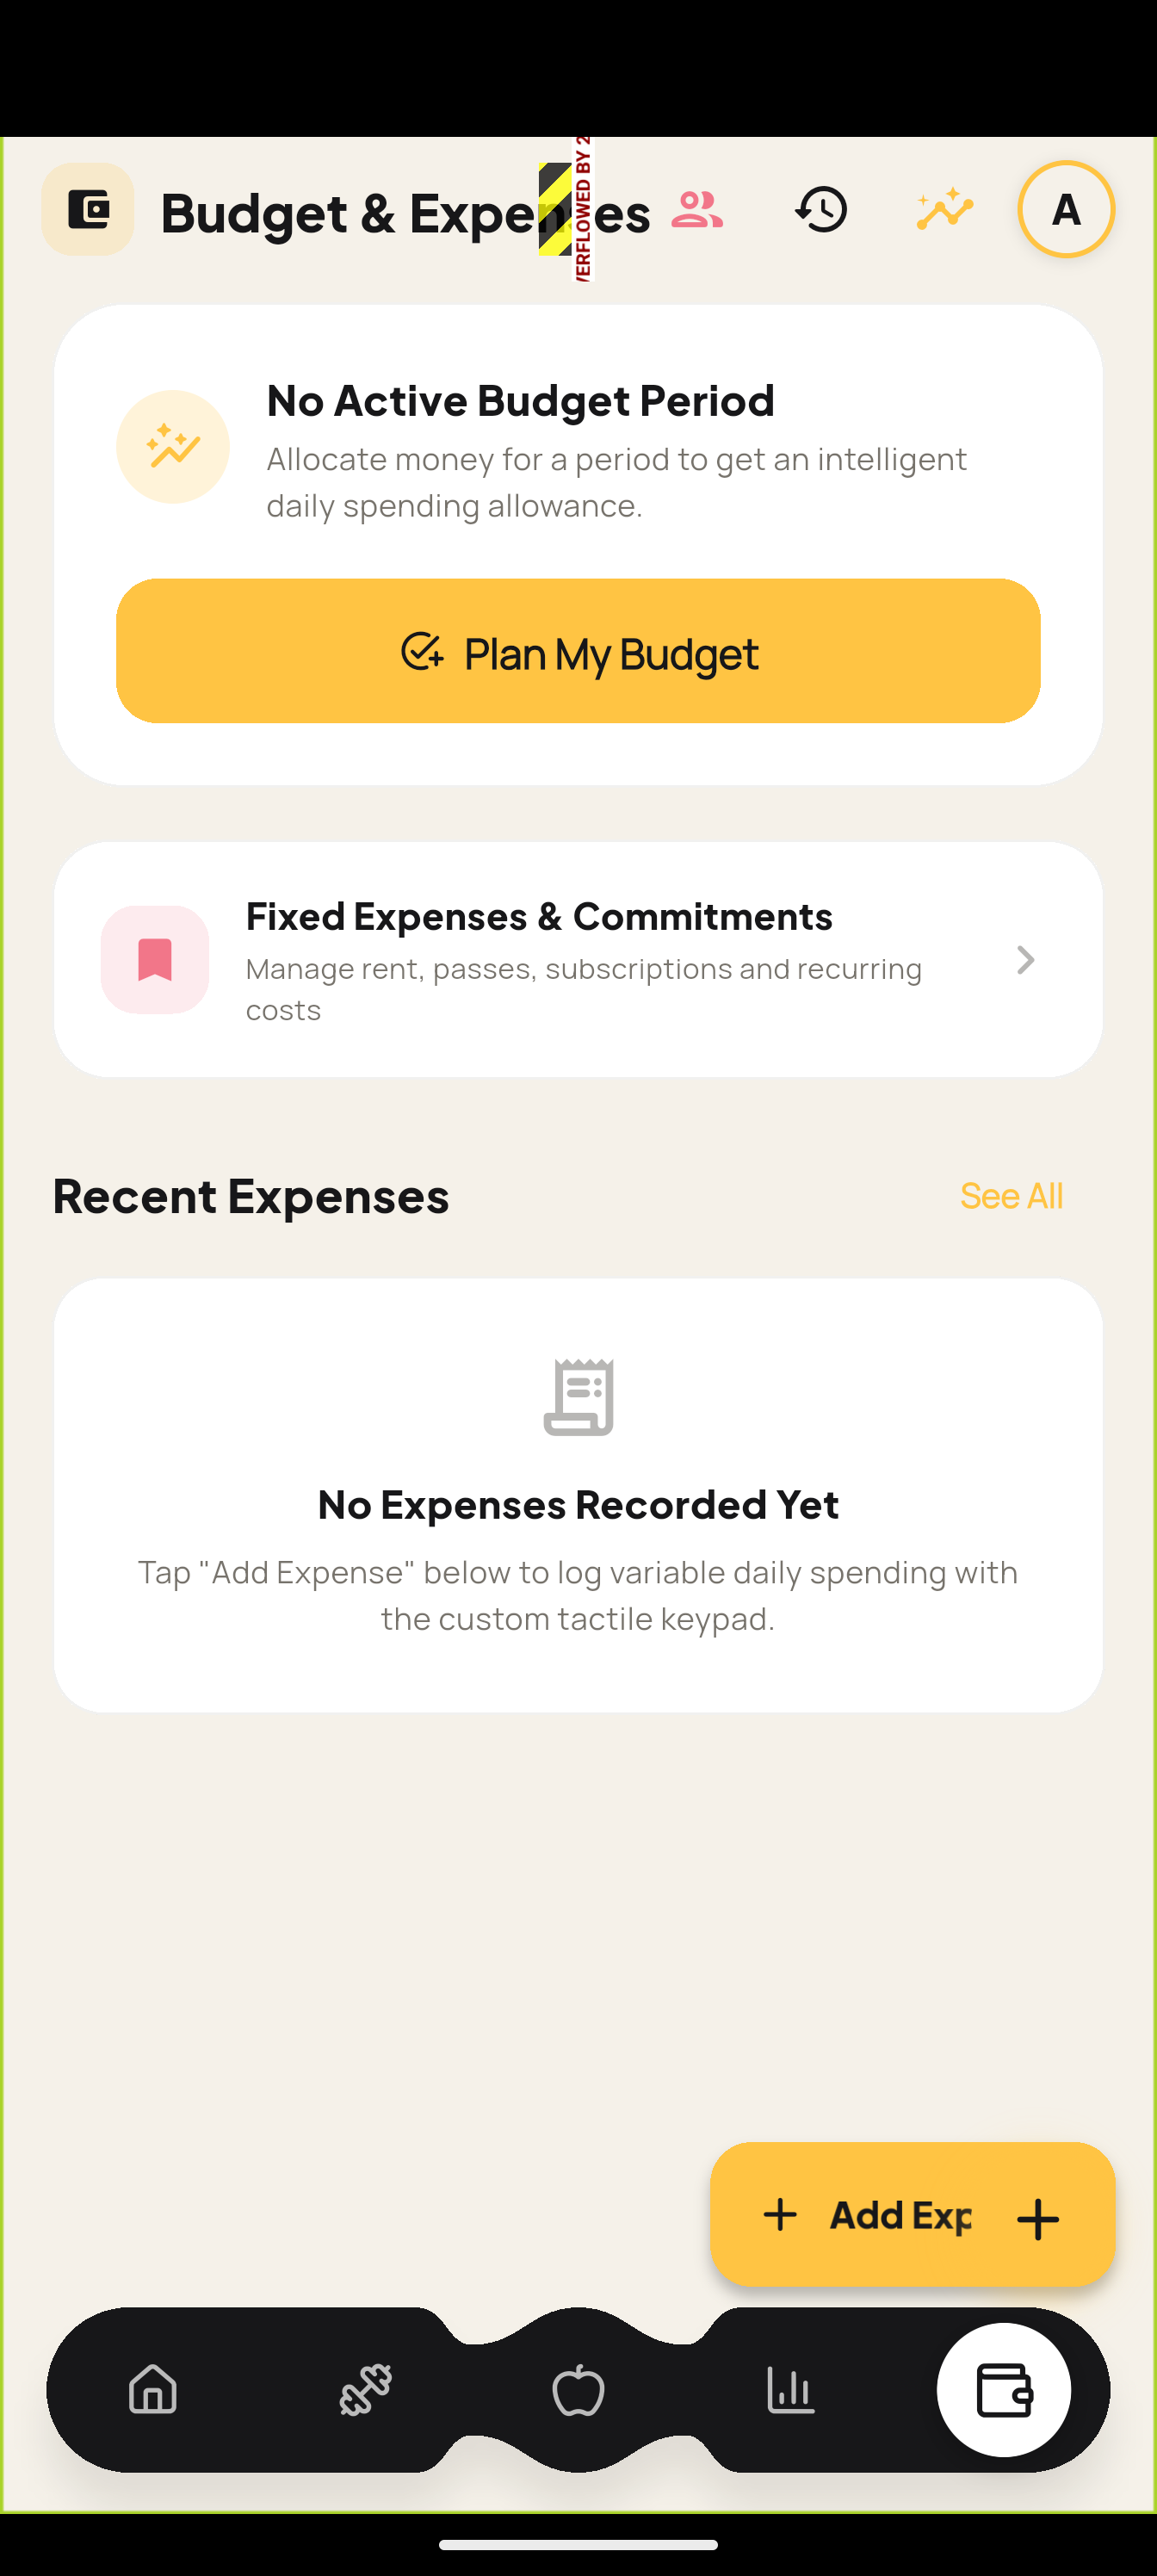 Budget & Expenses
VERFLOWED BY 2
A
No Active Budget Period
Allocate money for a period to get an intelligent
daily spending allowance.
Plan My Budget
Fixed Expenses & Commitments
Manage rent, passes, subscriptions and recurring
costs
Recent Expenses
See All
No Expenses Recorded Yet
Tap "Add Expense" below to log variable daily spending with
the custom tactile keypad.
Add Exp